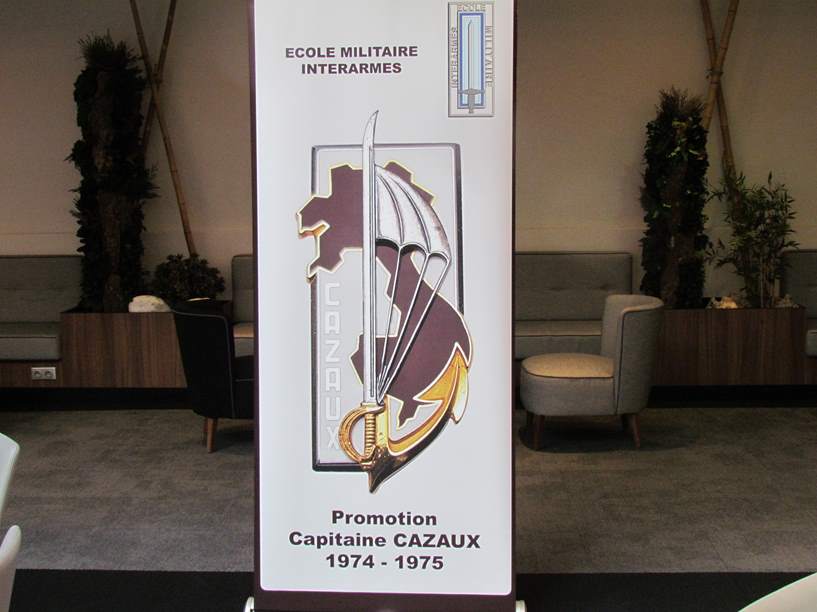 ECOLE MILITAIRE
INTERARMES
ECOLE
INTERARMES
MILITAIRE
CAZAUX
Promotion
Capitaine CAZAUX
1974 - 1975